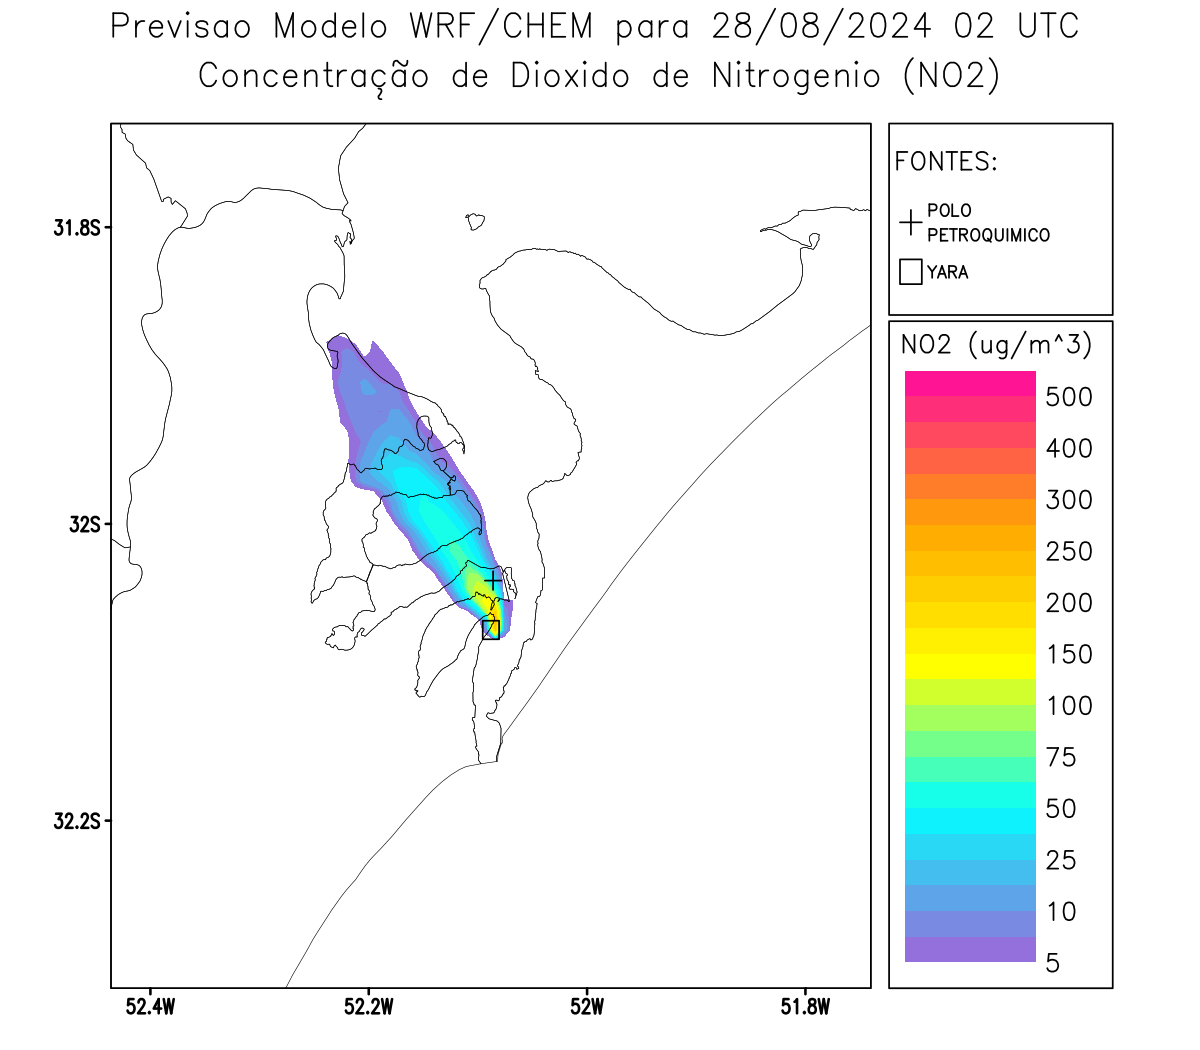 Previsao Modelo WRF/CHEM para 28/08/2024 02 UTC
Concentração de Dioxido de Nitrogenio (NO2)
FONTES:
POLO
PETROQUIMICO
YARA
31.8S
32S
32.2S
52.4W
52.2W
52W
51.8W
NO2 (ug/m^3)
500
400
300
250
200
150
100
75
50
25
10
5